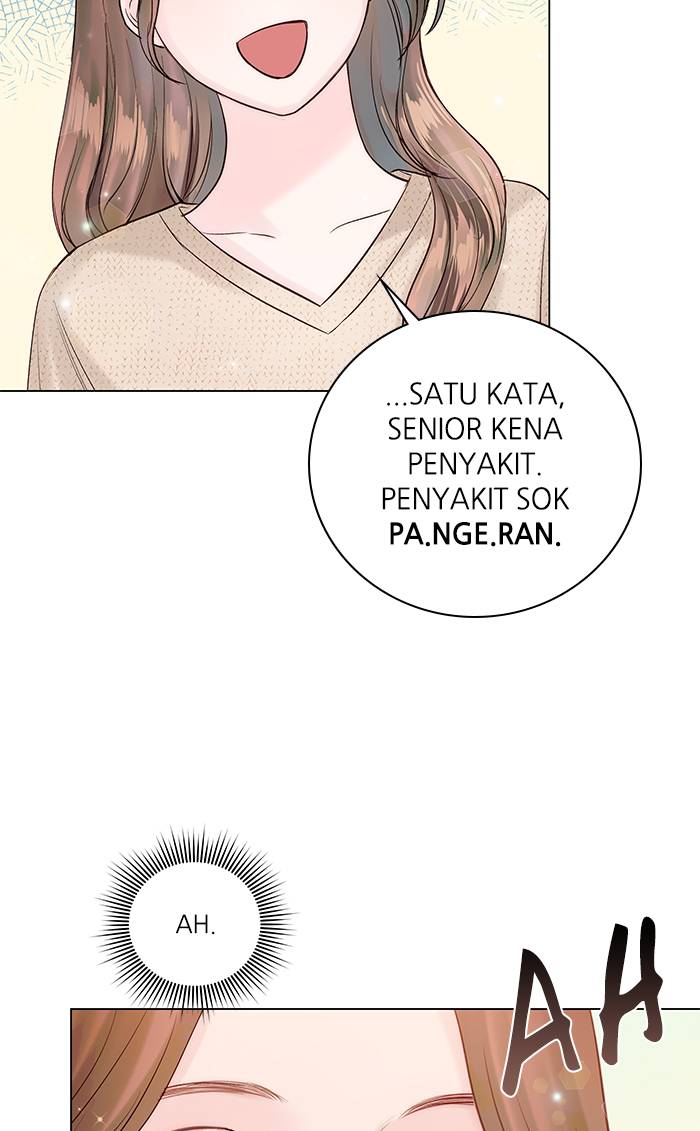 ...SATU KATA,
SENIOR KENA
PENYAKIT.
PENYAKIT SOK
PA.NGE.RAN.
AH.
AH